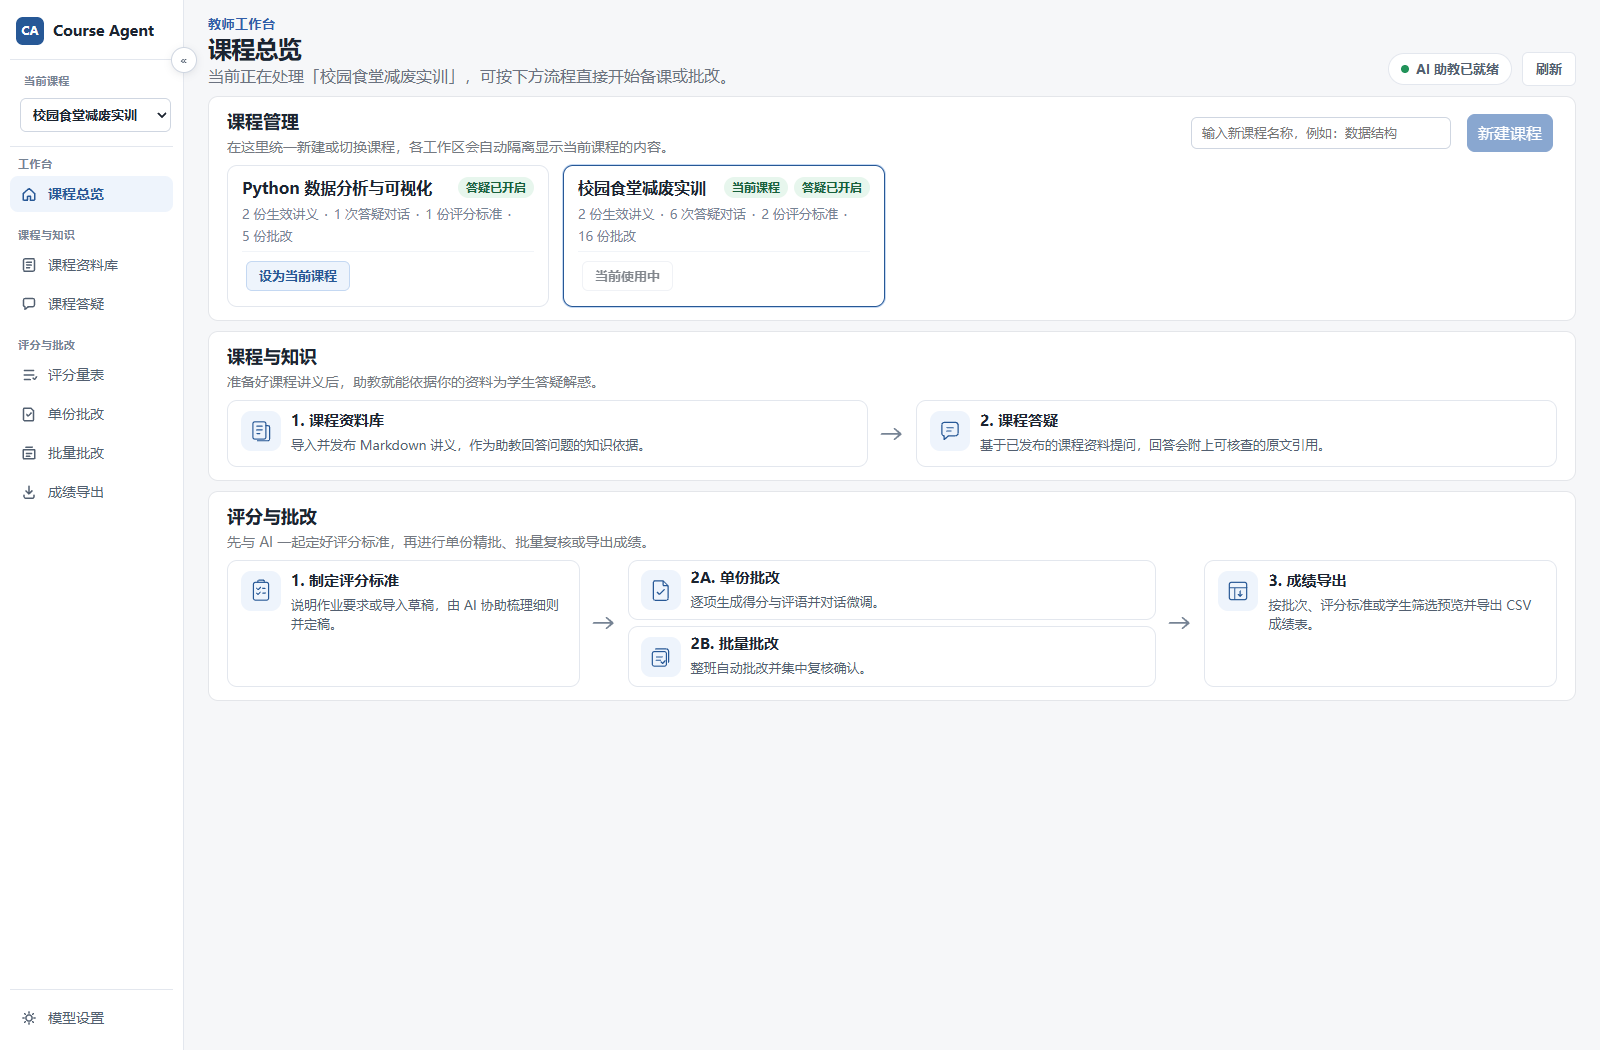 CA Course Agent
当前课程
校园食堂减废实训
工作台
课程总览
课程与知识
课程资料库
课程答疑
评分与批改
评分量表
单份批改
批量批改
成绩导出
模型设置
«
教师工作台
课程总览
当前正在处理「校园食堂减废实训」，可按下方流程直接开始备课或批改。
AI 助教已就绪
刷新
课程管理
在这里统一新建或切换课程，各工作区会自动隔离显示当前课程的内容。
输入新课程名称，例如：数据结构
新建课程
Python 数据分析与可视化 答疑已开启
2 份生效讲义 · 1 次答疑对话 · 1 份评分标准 ·
5 份批改
设为当前课程
校园食堂减废实训 当前课程 答疑已开启
2 份生效讲义 · 6 次答疑对话 · 2 份评分标准 ·
16 份批改
当前使用中
课程与知识
准备好课程讲义后，助教就能依据你的资料为学生答疑解惑。
1. 课程资料库
导入并发布 Markdown 讲义，作为助教回答问题的知识依据。
2. 课程答疑
基于已发布的课程资料提问，回答会附上可核查的原文引用。
评分与批改
先与 AI 一起定好评分标准，再进行单份精批、批量复核或导出成绩。
1. 制定评分标准
说明作业要求或导入草稿，由 AI 协助梳理细则
并定稿。
2A. 单份批改
逐项生成得分与评语并对话微调。
2B. 批量批改
整班自动批改并集中复核确认。
3. 成绩导出
按批次、评分标准或学生筛选预览并导出 CSV
成绩表。